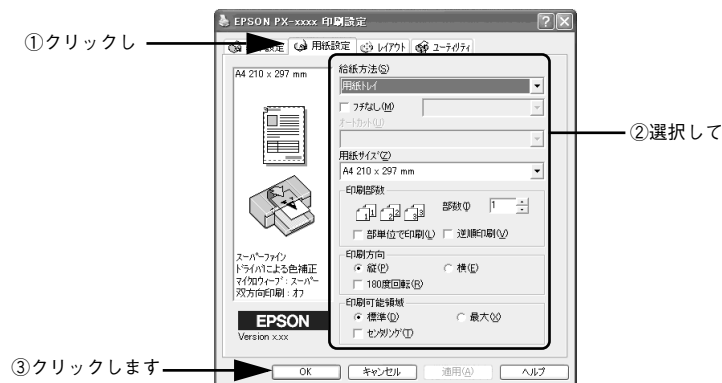 EPSON PX-xxxx 印刷設定
①クリックし
用紙設定
レイアウト
ユーティリティ
A4 210 x 297 mm
給紙方法(S)
用紙トレイ
フチなし(M)
オートカット(U)
②選択して
用紙サイズ(Z)
A4 210 x 297 mm
印刷部数
部数(I) 1
部単位で印刷(L) 逆順印刷(V)
印刷方向
縦(P) 横(E)
180度回転(R)
印刷可能領域
標準(D) 最大(X)
センタリング(T)
スーパーファイン
ドライバによる色補正
マイクロウィーブ：スーパー
双方向印刷：オフ
EPSON
Version x.xx
③クリックします
OK キャンセル 適用(A) ヘルプ